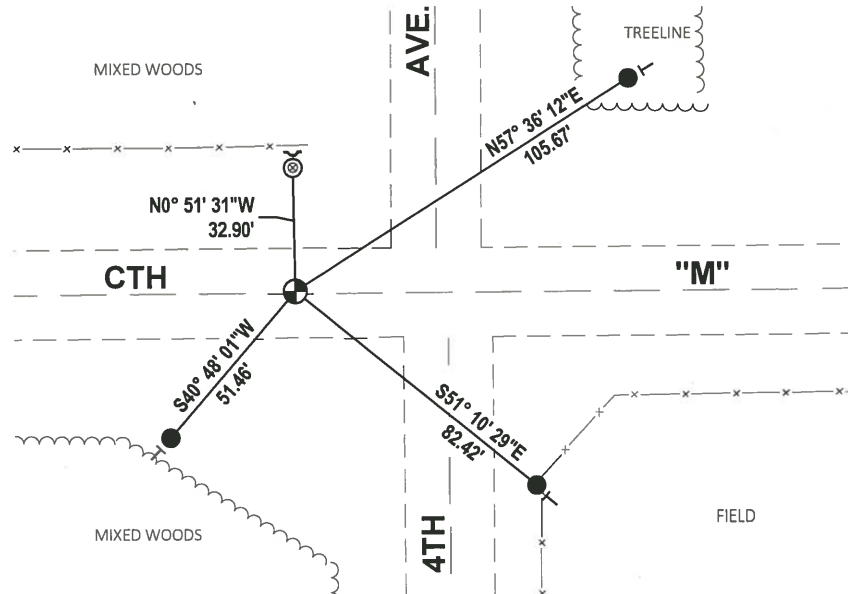 AVE.
TREELINE
MIXED WOODS
N57° 36' 12"E
105.67'
N0° 51' 31"W
32.90'
CTH
"M"
S40° 48' 01"W
51.46'
S51° 10' 29"E
82.42'
MIXED WOODS
4TH
FIELD